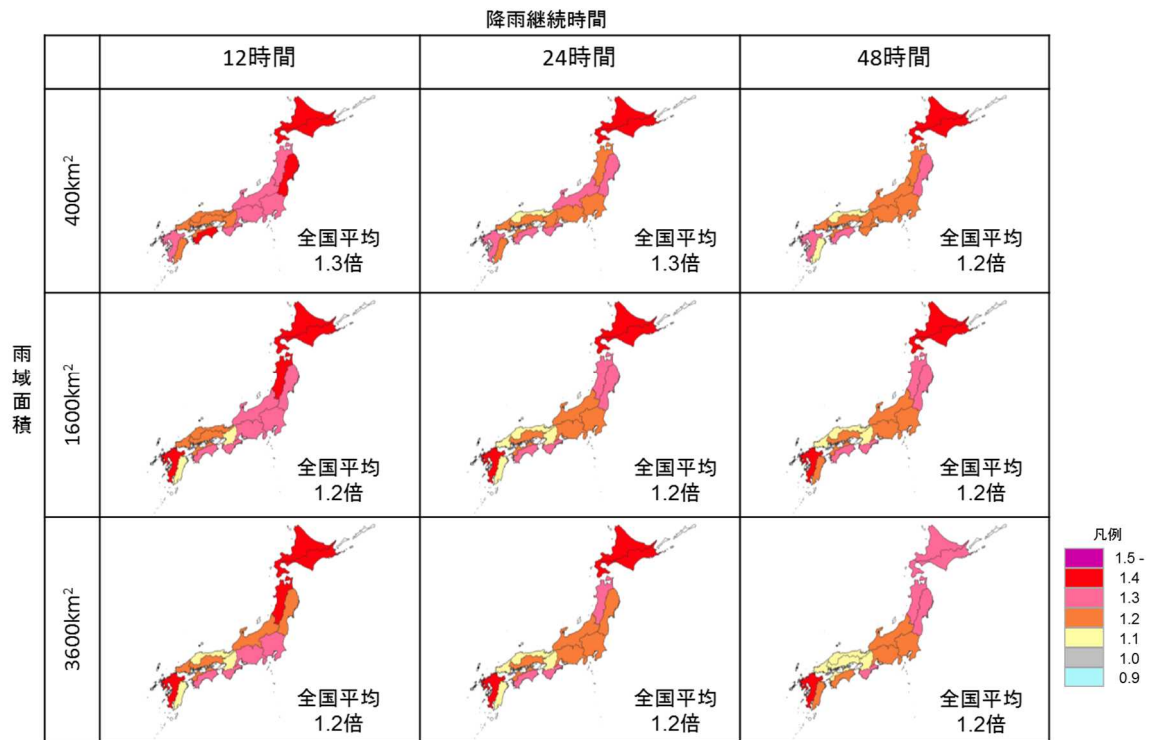 降雨継続時間
12時間
24時間
48時間
雨域面積
400km²
全国平均
1.3倍
全国平均
1.3倍
全国平均
1.2倍
1600km²
全国平均
1.2倍
全国平均
1.2倍
全国平均
1.2倍
3600km²
全国平均
1.2倍
全国平均
1.2倍
全国平均
1.2倍
凡例
1.5 -
1.4
1.3
1.2
1.1
1.0
0.9